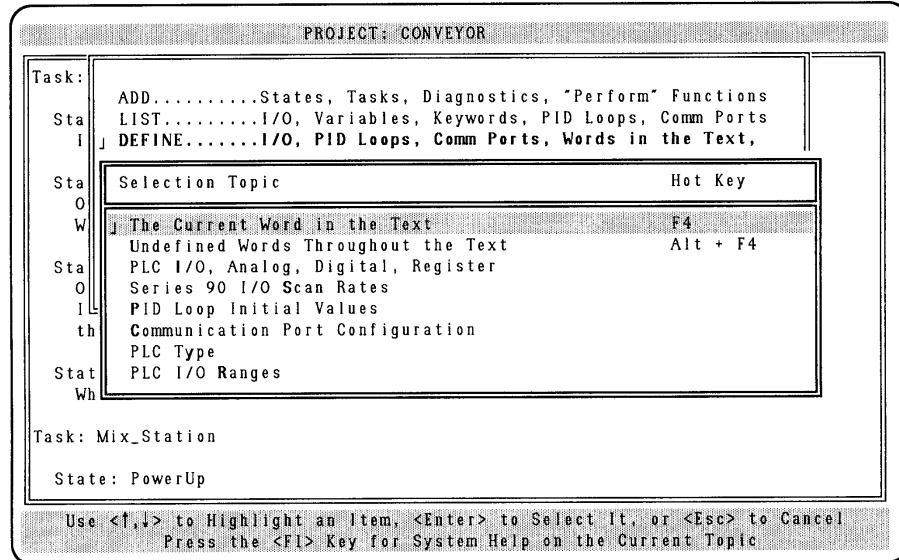 PROJECT: CONVEYOR
Task:
ADD..........States, Tasks, Diagnostics, "Perform" Functions
Sta LIST.........I/O, Variables, Keywords, PID Loops, Comm Ports
I ┘ DEFINE.......I/O, PID Loops, Comm Ports, Words in the Text,
Sta Selection Topic Hot Key
O
W ┘ The Current Word in the Text F4
Undefined Words Throughout the Text Alt + F4
Sta PLC I/O, Analog, Digital, Register
O Series 90 I/O Scan Rates
I PID Loop Initial Values
th Communication Port Configuration
PLC Type
Stat PLC I/O Ranges
Wh
Task: Mix_Station
State: PowerUp
Use <↑,↓> to Highlight an Item, <Enter> to Select It, or <Esc> to Cancel
Press the <F1> Key for System Help on the Current Topic